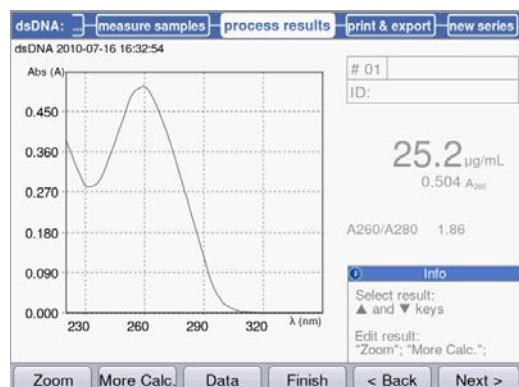 dsDNA: ... measure samples process results print & export new series
dsDNA 2010-07-16 16:32:54
Abs (A)
0.450
0.360
0.270
0.180
0.090
0.000
230 260 290 320 λ (nm)
# 01
ID:
25.2 µg/mL
0.504 A260
A260/A280 1.86
Info
Select result:
▲ and ▼ keys
Edit result:
"Zoom"; "More Calc.";
Zoom More Calc. Data Finish < Back Next >